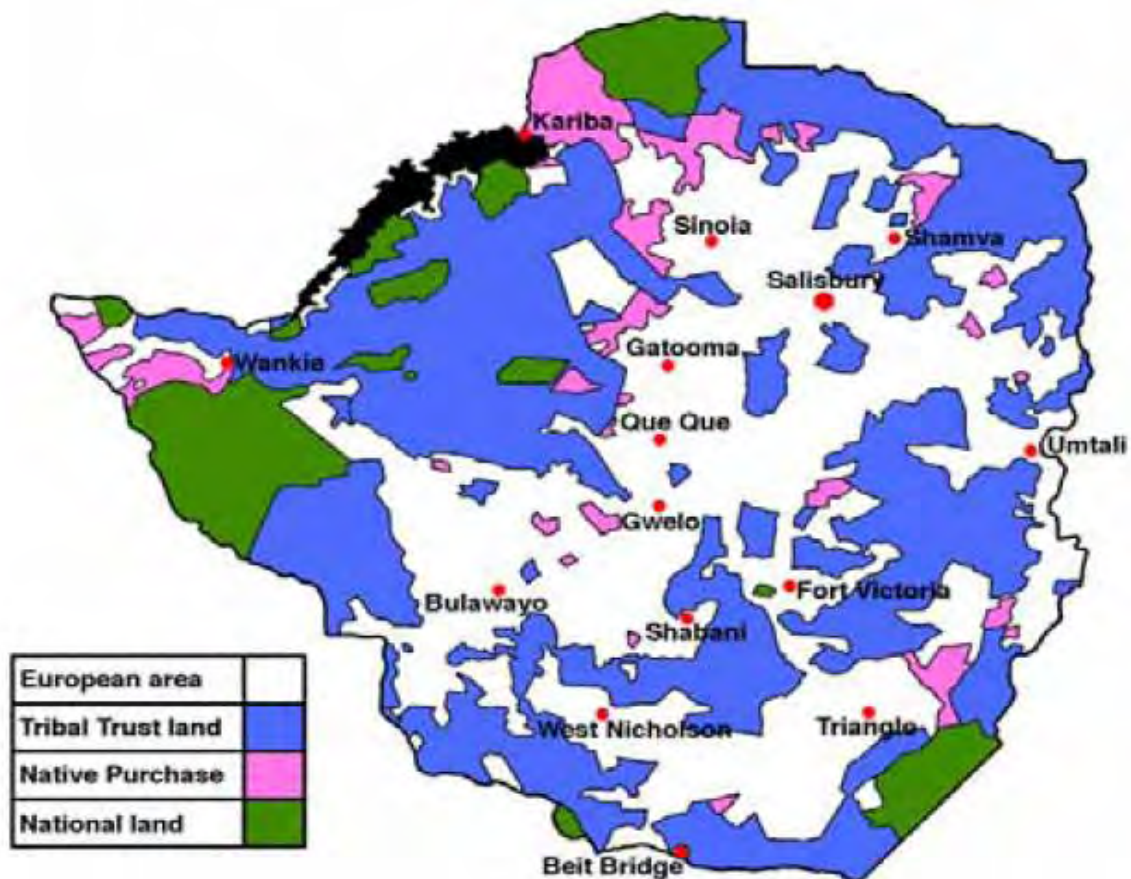 Kariba
Sinoia
Shamva
Salisbury
Wankie
Gatooma
Que Que
Umtali
Gwelo
Bulawayo
Fort Victoria
Shabani
European area
Tribal Trust land
West Nicholson
Triangle
Native Purchase
National land
Beit Bridge